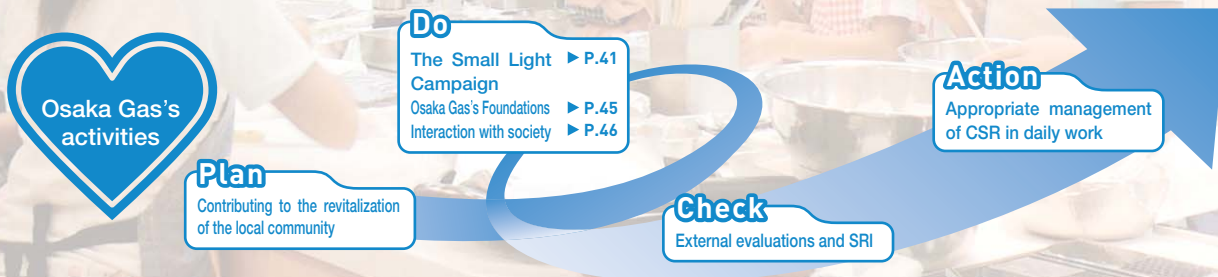 Osaka Gas's
activities
Plan
Contributing to the revitalization
of the local community
Do
The Small Light ▶ P.41
Campaign
Osaka Gas's Foundations ▶ P.45
Interaction with society ▶ P.46
Check
External evaluations and SRI
Action
Appropriate management
of CSR in daily work